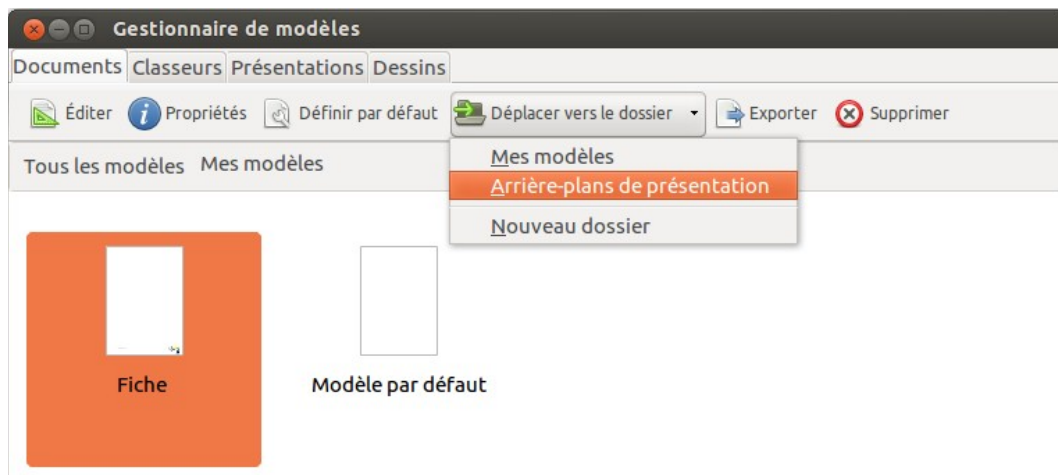 Gestionnaire de modèles
Documents Classeurs Présentations Dessins
Éditer Propriétés Définir par défaut Déplacer vers le dossier Exporter Supprimer
Tous les modèles Mes modèles
Mes modèles
Arrière-plans de présentation
Nouveau dossier
Fiche Modèle par défaut